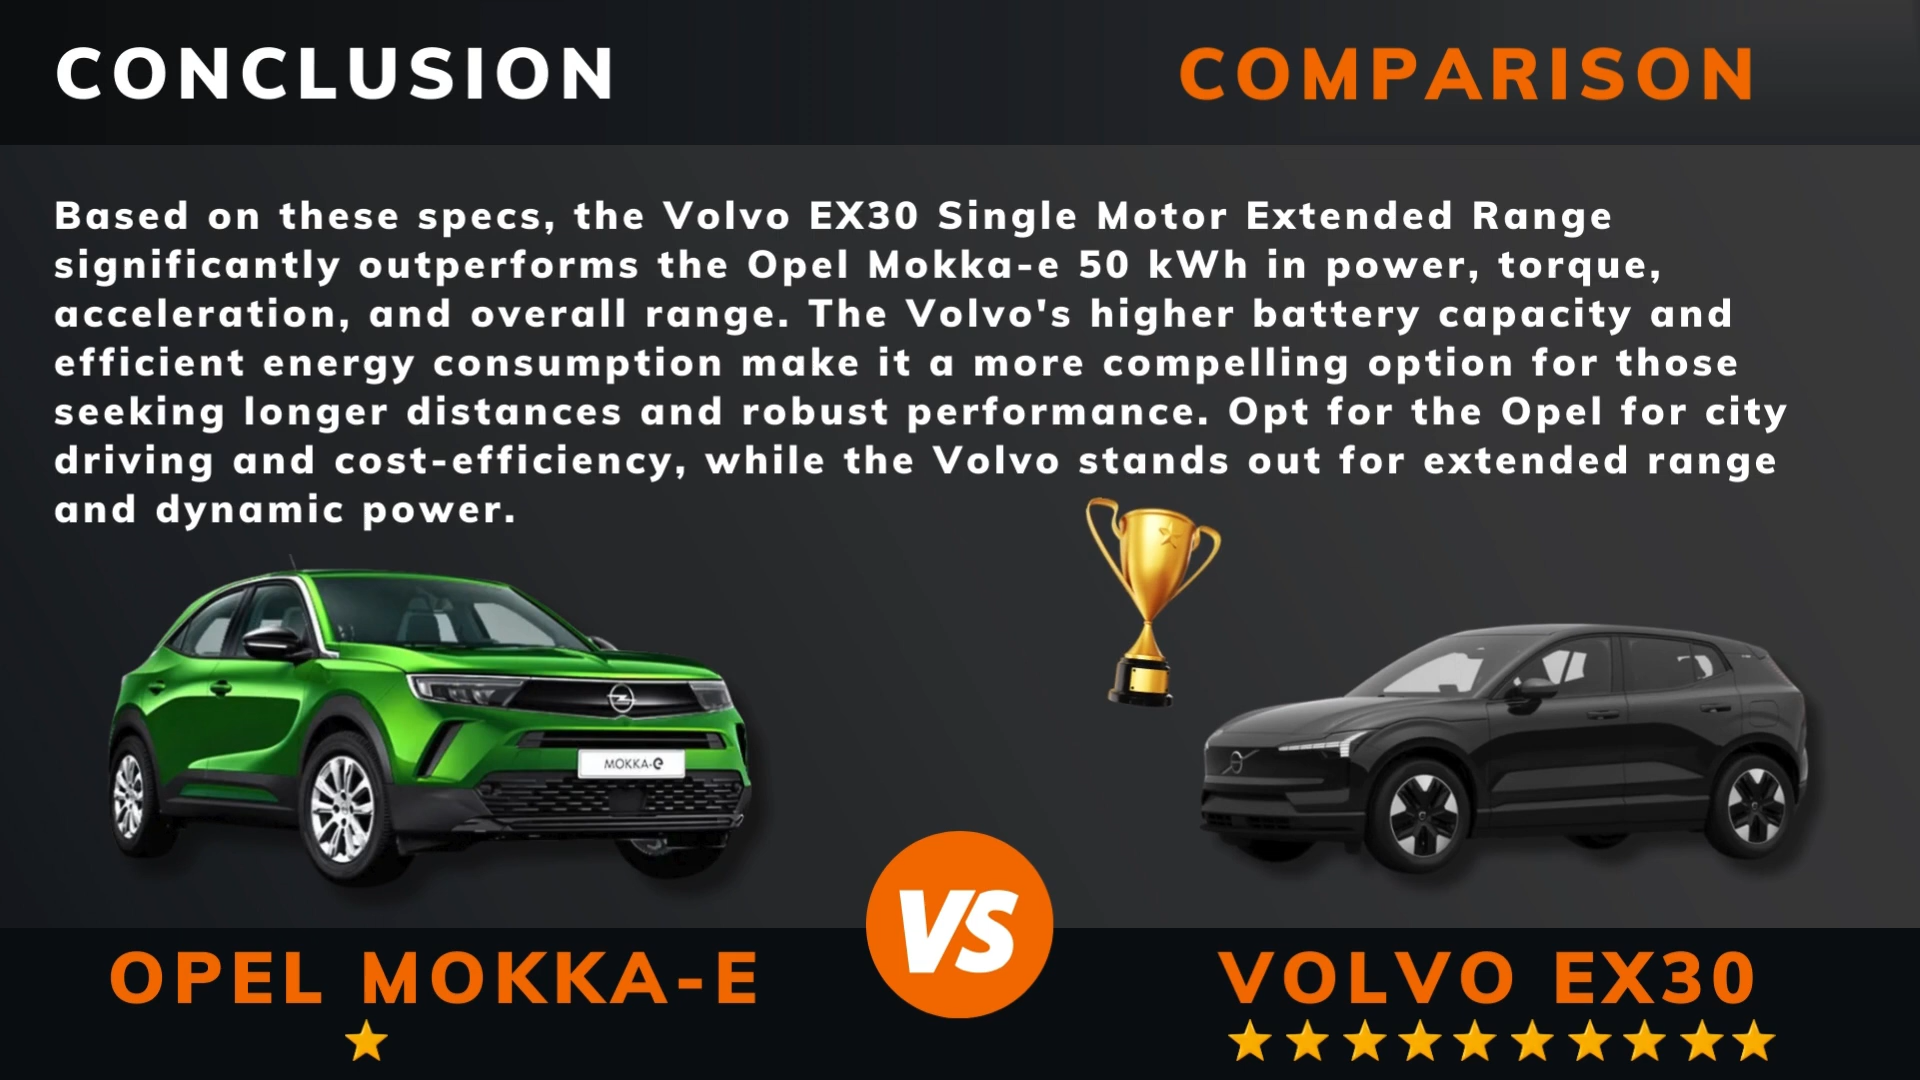 CONCLUSION
COMPARISON
Based on these specs, the Volvo EX30 Single Motor Extended Range
significantly outperforms the Opel Mokka-e 50 kWh in power, torque,
acceleration, and overall range. The Volvo's higher battery capacity and
efficient energy consumption make it a more compelling option for those
seeking longer distances and robust performance. Opt for the Opel for city
driving and cost-efficiency, while the Volvo stands out for extended range
and dynamic power.
MOKKA-e
VS
OPEL MOKKA-E
VOLVO EX30